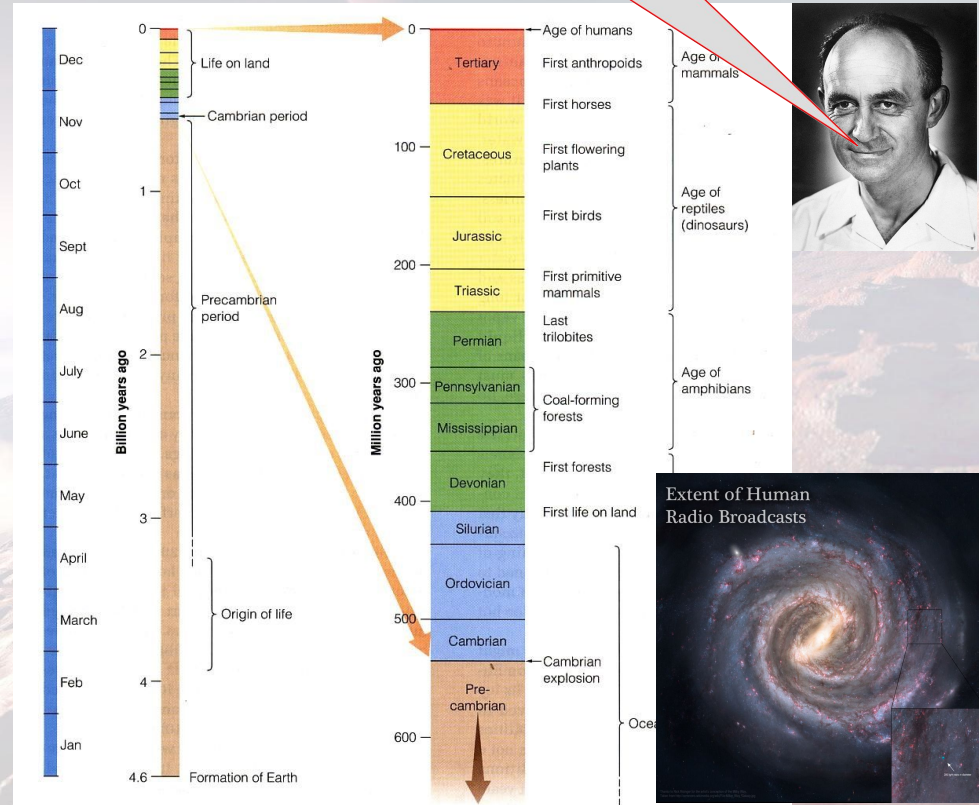 Dec
Nov
Oct
Sept
Aug
July
June
May
April
March
Feb
Jan
Billion years ago
0
1
2
3
4
4.6
Life on land
Cambrian period
Precambrian
period
Origin of life
Formation of Earth
Million years ago
0
100
200
300
400
500
600
Tertiary
Cretaceous
Jurassic
Triassic
Permian
Pennsylvanian
Mississippian
Devonian
Silurian
Ordovician
Cambrian
Pre-
cambrian
Age of humans
First anthropoids
First horses
First flowering
plants
First birds
First primitive
mammals
Last
trilobites
Coal-forming
forests
First forests
First life on land
Cambrian
explosion
Age of
mammals
Age of
reptiles
(dinosaurs)
Age of
amphibians
Extent of Human
Radio Broadcasts